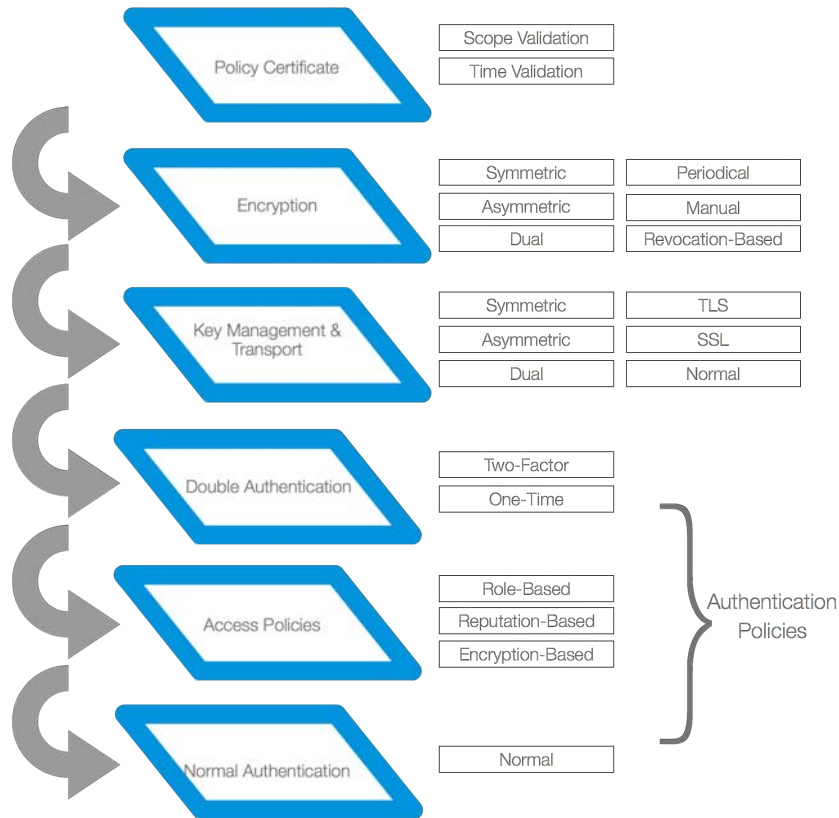 Policy Certificate
Scope Validation
Time Validation
Encryption
Symmetric
Periodical
Asymmetric
Manual
Dual
Revocation-Based
Key Management &
Transport
Symmetric
TLS
Asymmetric
SSL
Dual
Normal
Double Authentication
Two-Factor
One-Time
Access Policies
Role-Based
Reputation-Based
Encryption-Based
Authentication
Policies
Normal Authentication
Normal